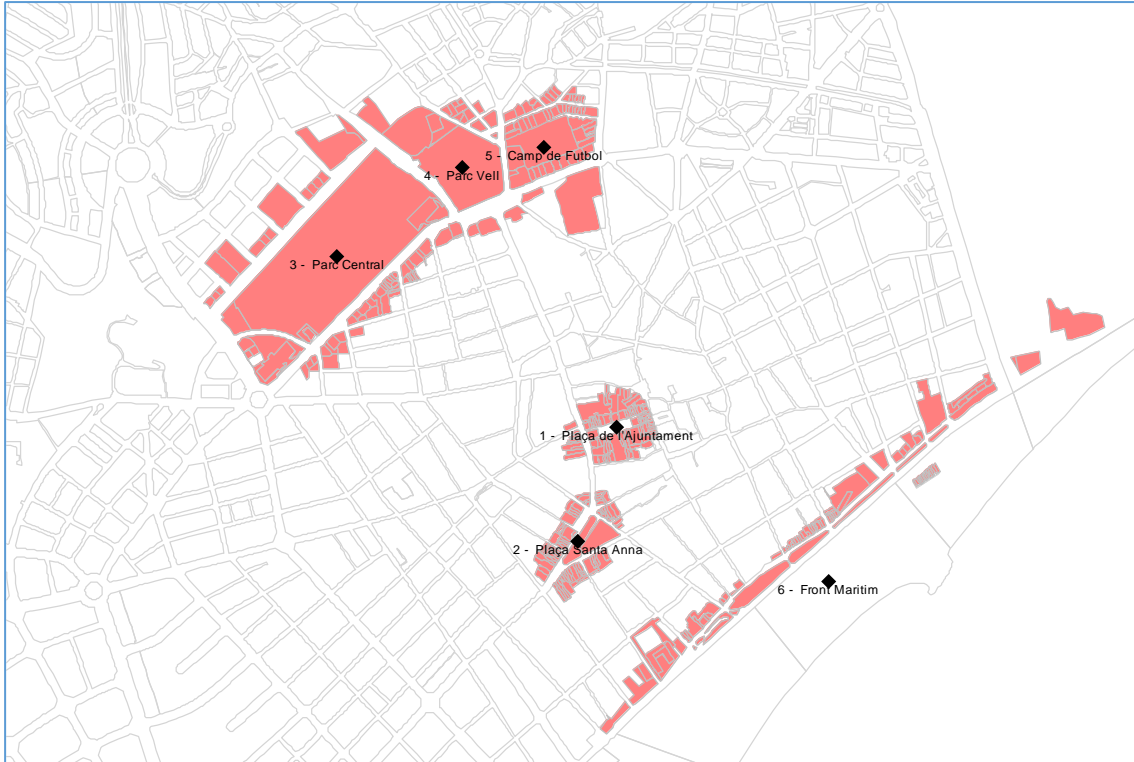 5 - Camp de Futbol
4 - Parc Vell
3 - Parc Central
1 - Plaça de l'Ajuntament
2 - Plaça Santa Anna
6 - Front Maritim